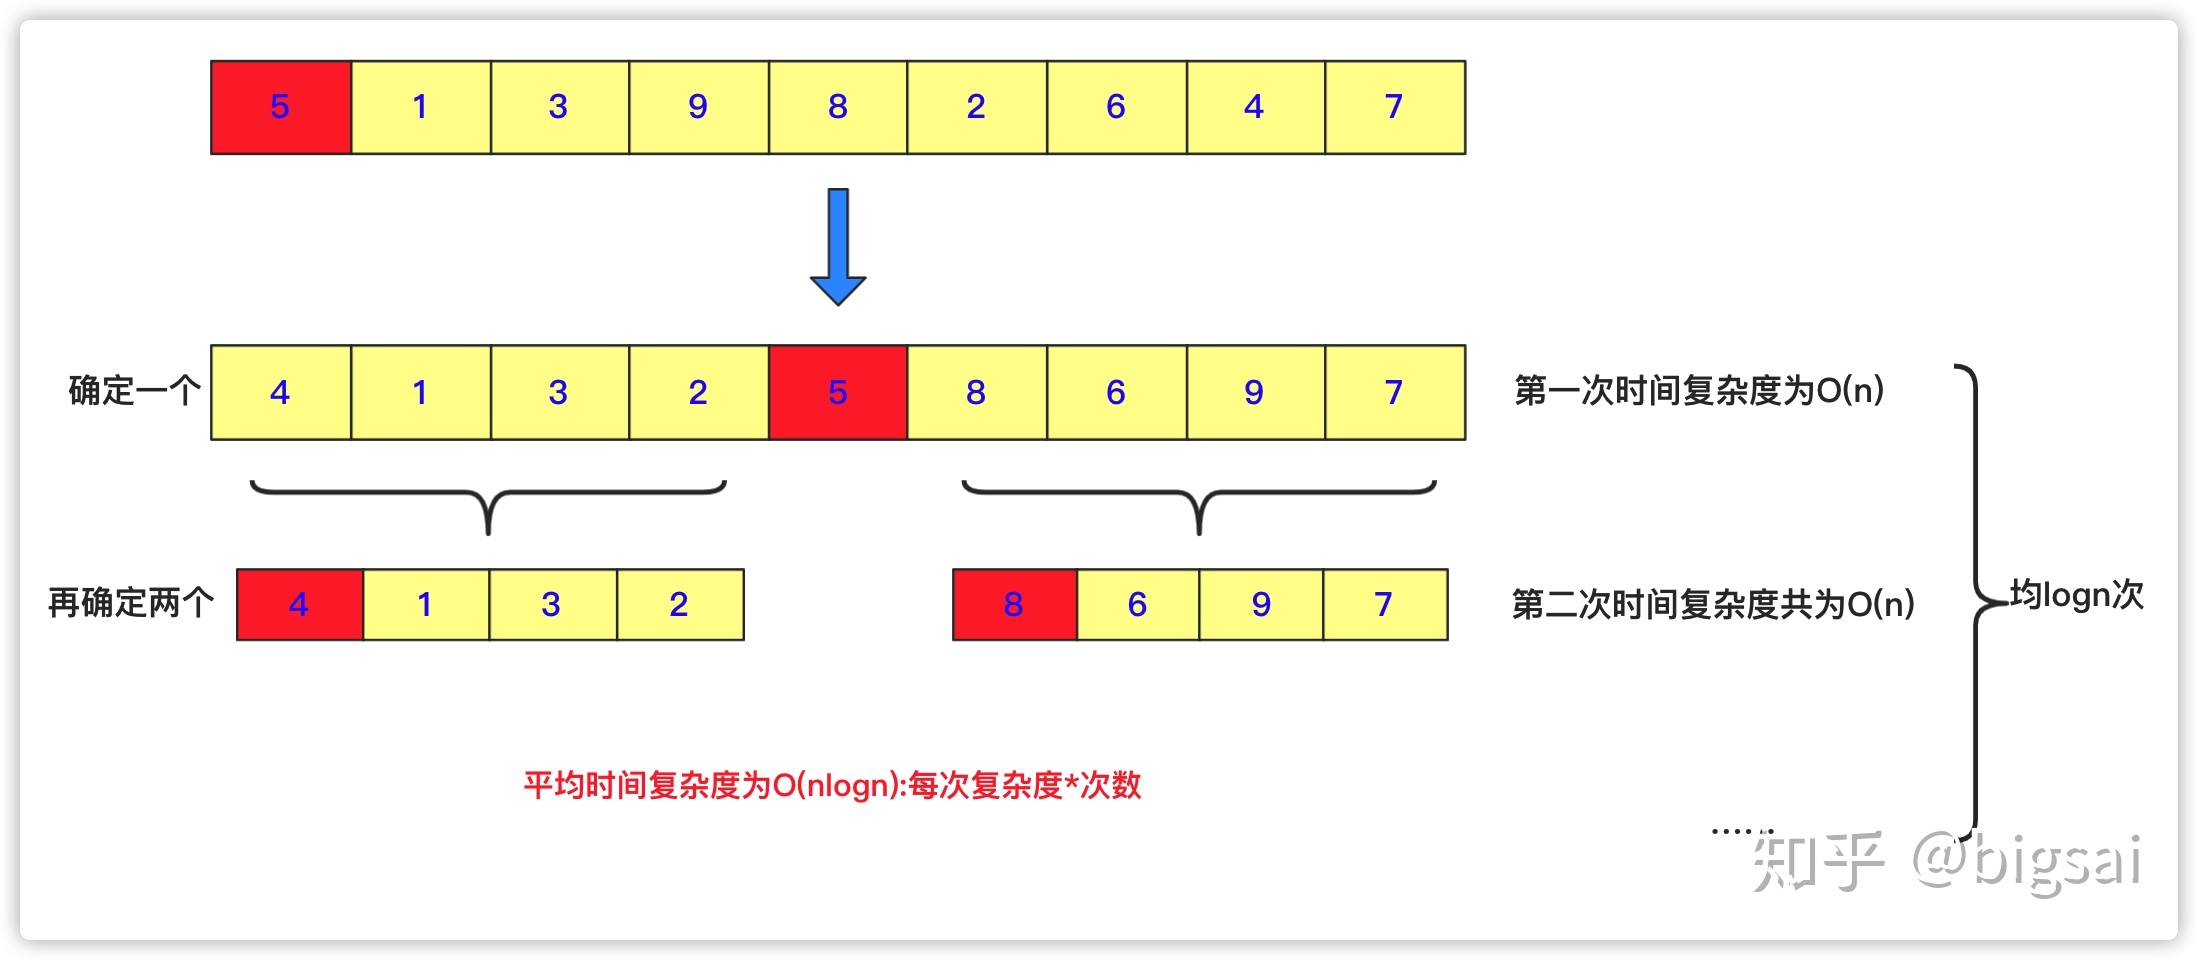 5 1 3 9 8 2 6 4 7
确定一个 4 1 3 2 5 8 6 9 7 第一次时间复杂度为O(n)
再确定两个 4 1 3 2 8 6 9 7 第二次时间复杂度共为O(n)
均logn次
平均时间复杂度为O(nlogn):每次复杂度*次数
......
知乎 @bigsai